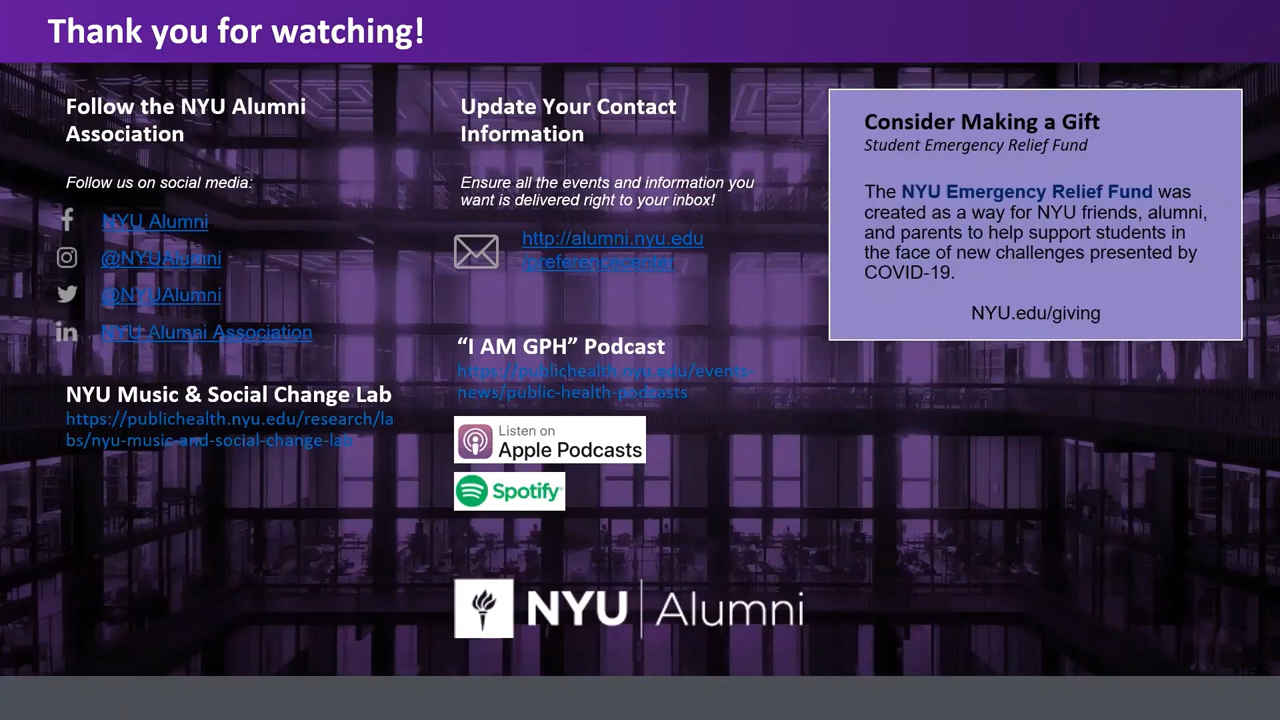 Thank you for watching!
Follow the NYU Alumni
Association
Follow us on social media:
NYU Alumni
@NYUAlumni
@NYUAlumni
NYU Alumni Association
NYU Music & Social Change Lab
https://publichealth.nyu.edu/research/la
bs/nyu-music-and-social-change-lab
Update Your Contact
Information
Ensure all the events and information you
want is delivered right to your inbox!
http://alumni.nyu.edu
/preferencecenter
“I AM GPH” Podcast
https://publichealth.nyu.edu/events-
news/public-health-podcasts
Listen on
Apple Podcasts
Spotify
Consider Making a Gift
Student Emergency Relief Fund
The NYU Emergency Relief Fund was
created as a way for NYU friends, alumni,
and parents to help support students in
the face of new challenges presented by
COVID-19.
NYU.edu/giving
NYU Alumni